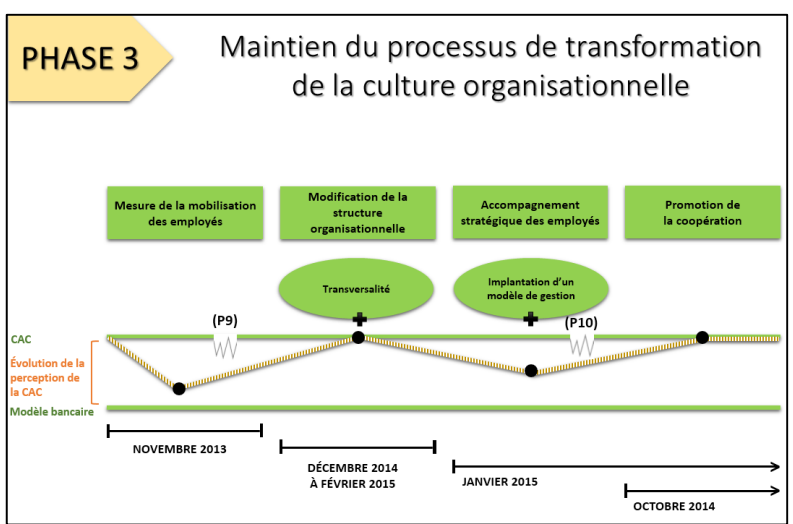 PHASE 3
Maintien du processus de transformation
de la culture organisationnelle
Mesure de la mobilisation
des employés
Modification de la
structure
organisationnelle
Accompagnement
stratégique des employés
Promotion de
la coopération
Transversalité
Implantation d'un
modèle de gestion
(P9)
(P10)
CAC
Évolution de la
perception de
la CAC
Modèle bancaire
NOVEMBRE 2013
DÉCEMBRE 2014
À FÉVRIER 2015
JANVIER 2015
OCTOBRE 2014